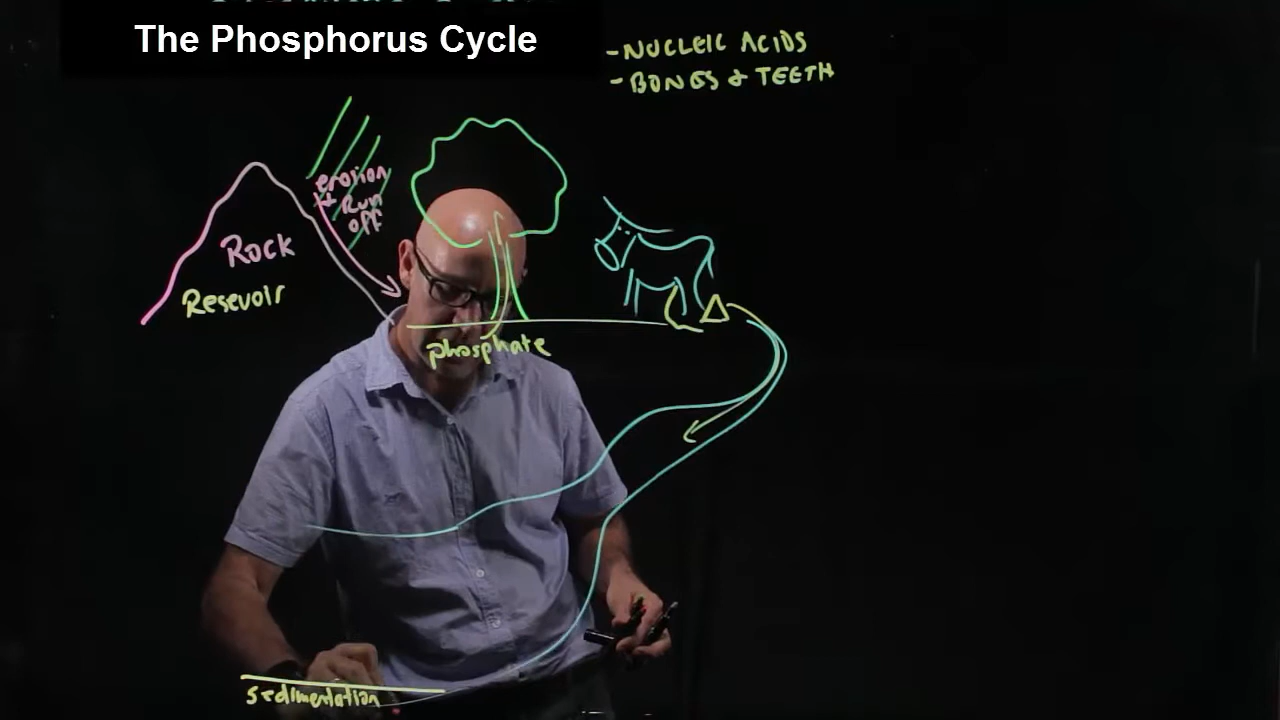 The Phosphorus Cycle
-NUCLEIC ACIDS
-BONES & TEETH
erosion
& Run
off
Rock
Resevoir
phosphate
sedimentation